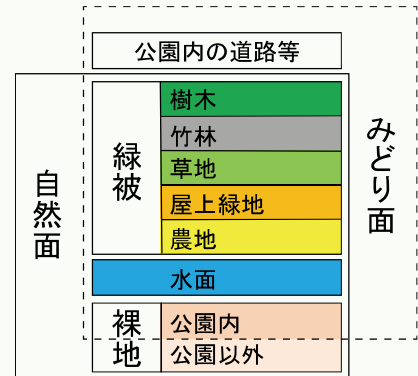 公園内の道路等
自然面
緑被
樹木
竹林
草地
屋上緑地
農地
水面
裸地
公園内
公園以外
みどり面